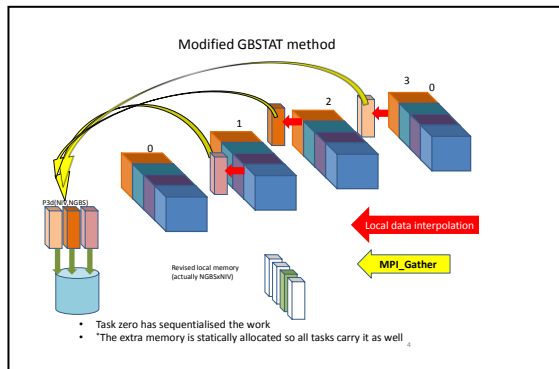 Modified GBSTAT method
3
0
2
1
0
P3d(NIV,NGBS)
Local data interpolation
Revised local memory
(actually NGBSxNIV)
MPI_Gather
• Task zero has sequentialised the work
• *The extra memory is statically allocated so all tasks carry it as well
4